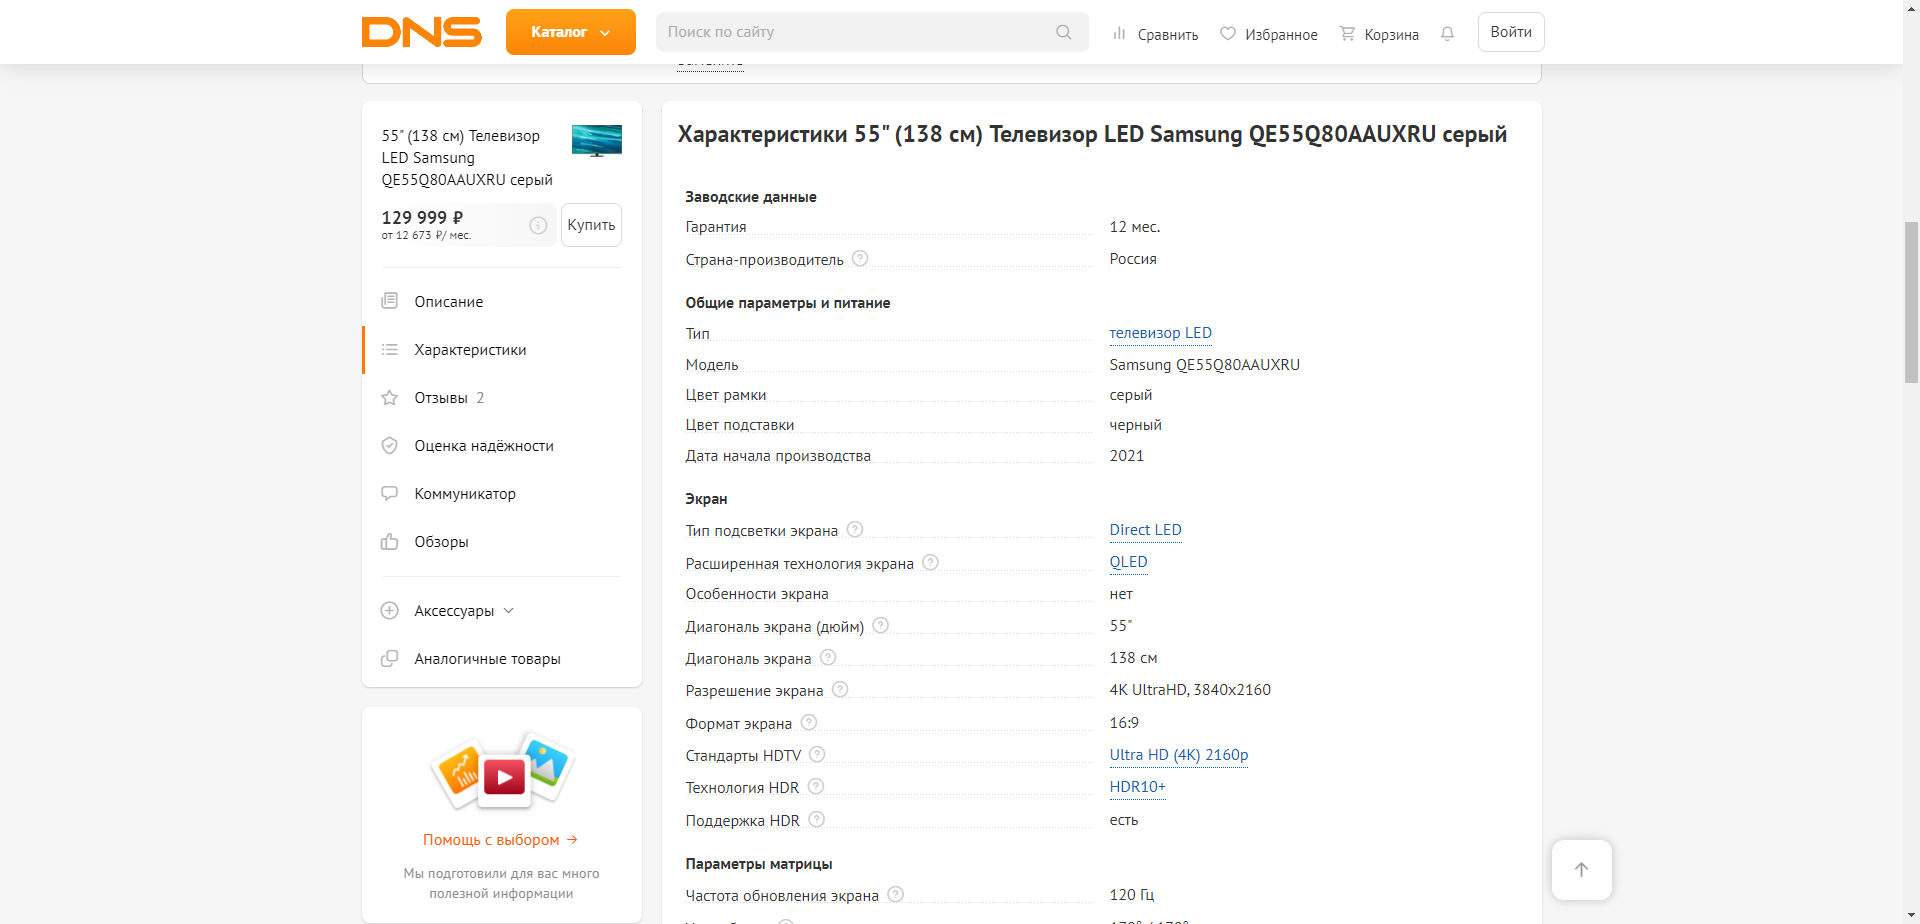 DNS
Каталог
Поиск по сайту
Сравнить
Избранное
Корзина
Войти
55" (138 см) Телевизор
LED Samsung
QE55Q80AAUXRU серый
129 999 ₽
от 12 673 ₽/ мес.
Купить
Описание
Характеристики
Отзывы 2
Оценка надёжности
Коммуникатор
Обзоры
Аксессуары
Аналогичные товары
Помощь с выбором →
Мы подготовили для вас много
полезной информации
Характеристики 55" (138 см) Телевизор LED Samsung QE55Q80AAUXRU серый
Заводские данные
Гарантия 12 мес.
Страна-производитель Россия
Общие параметры и питание
Тип телевизор LED
Модель Samsung QE55Q80AAUXRU
Цвет рамки серый
Цвет подставки черный
Дата начала производства 2021
Экран
Тип подсветки экрана Direct LED
Расширенная технология экрана QLED
Особенности экрана нет
Диагональ экрана (дюйм) 55"
Диагональ экрана 138 см
Разрешение экрана 4K UltraHD, 3840x2160
Формат экрана 16:9
Стандарты HDTV Ultra HD (4K) 2160p
Технология HDR HDR10+
Поддержка HDR есть
Параметры матрицы
Частота обновления экрана 120 Гц